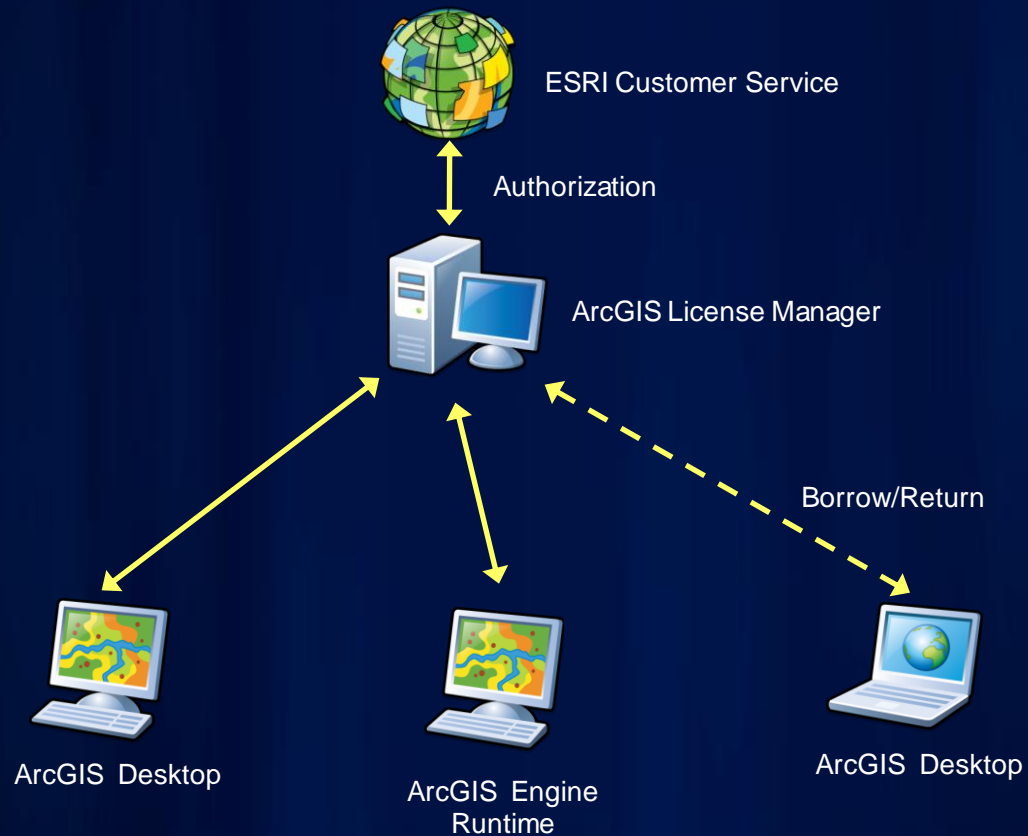 ESRI Customer Service
Authorization
ArcGIS License Manager
Borrow/Return
ArcGIS Desktop
ArcGIS Engine
Runtime
ArcGIS Desktop